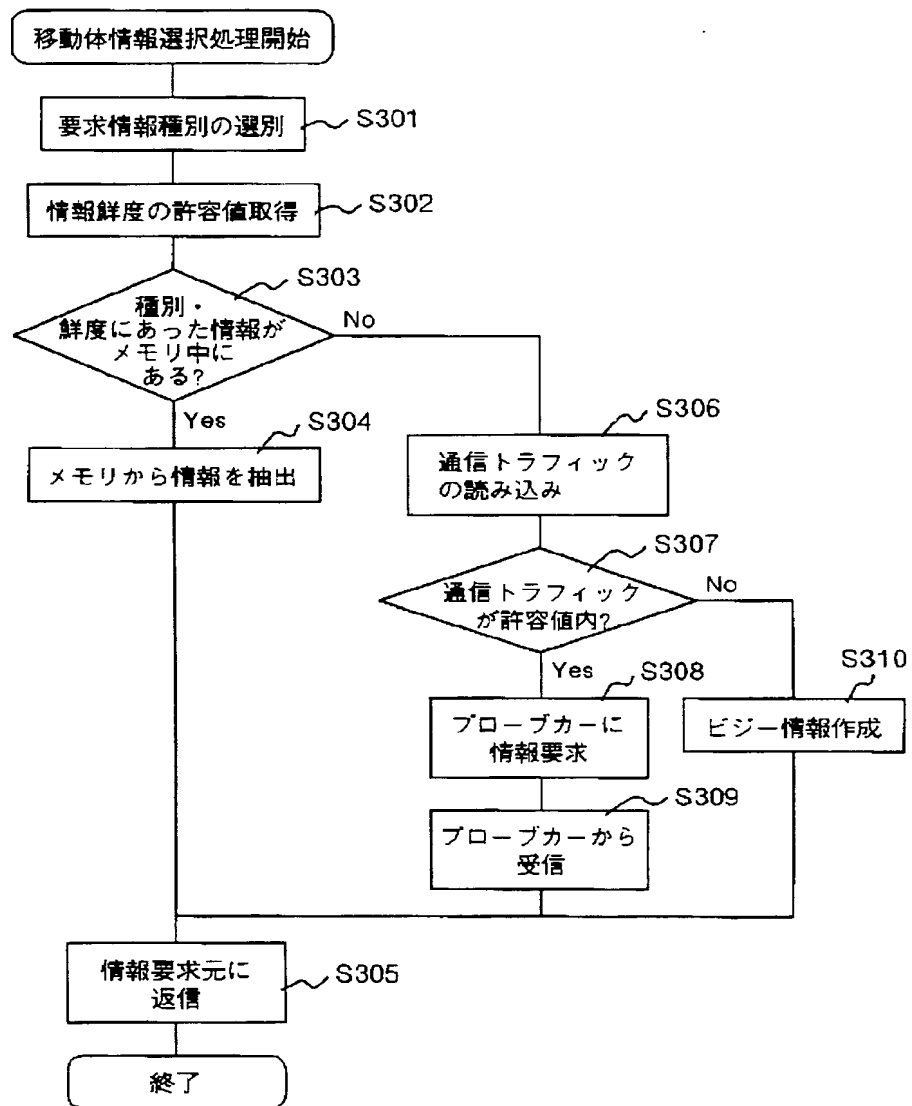 移動体情報選択処理開始
要求情報種別の選別
S301
情報鮮度の許容値取得
S302
S303
種別・
鮮度にあった情報が
メモリ中に
ある?
No
Yes
S304
メモリから情報を抽出
S306
通信トラフィック
の読み込み
S307
通信トラフィック
が許容値内?
No
Yes
S308
プローブカーに
情報要求
S310
ビジー情報作成
S309
プローブカーから
受信
情報要求元に
返信
S305
終了